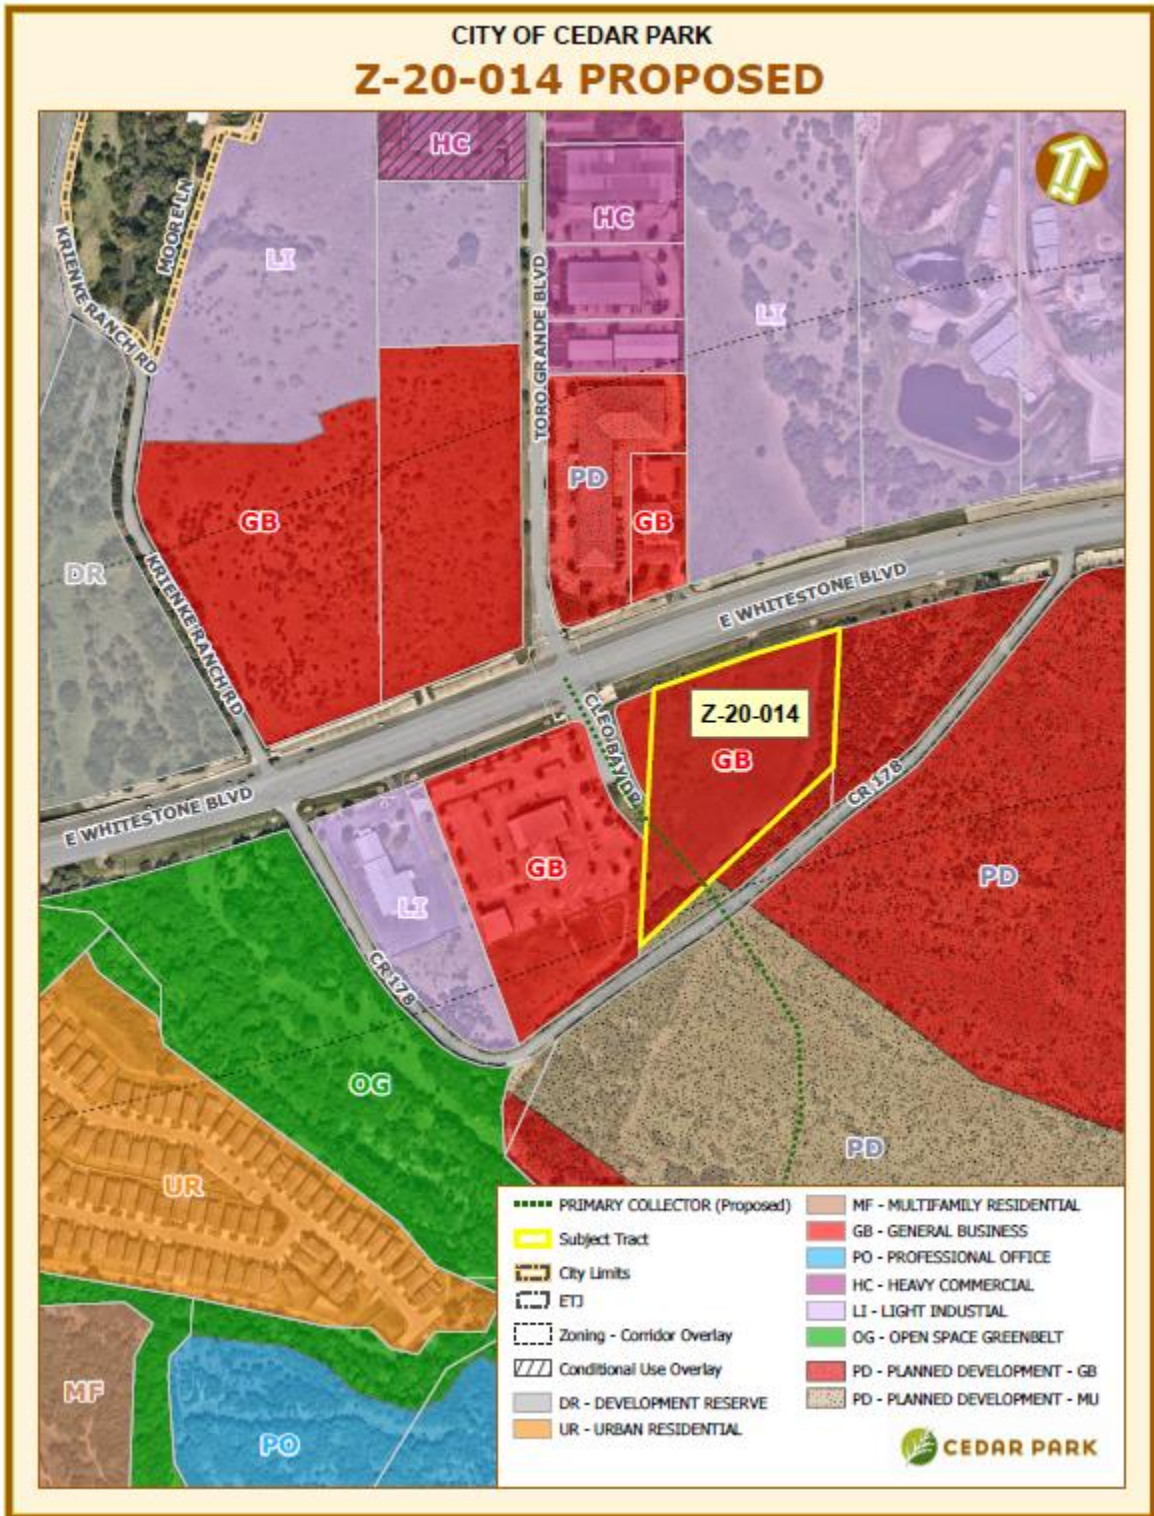 CITY OF CEDAR PARK
Z-20-014 PROPOSED
HC
MOORE LN
HC
KRIENKE RANCH RD
LI
TORO GRANDE BLVD
LI
PD
GB
GB
DR
KRIENKE RANCH RD
E WHITESTONE BLVD
Z-20-014
CLEO BAY DR
GB
CR 178
E WHITESTONE BLVD
GB
PD
LI
CR 178
OG
PD
UR
MF
PO
PRIMARY COLLECTOR (Proposed)
Subject Tract
City Limits
ETJ
Zoning - Corridor Overlay
Conditional Use Overlay
DR - DEVELOPMENT RESERVE
UR - URBAN RESIDENTIAL
MF - MULTIFAMILY RESIDENTIAL
GB - GENERAL BUSINESS
PO - PROFESSIONAL OFFICE
HC - HEAVY COMMERCIAL
LI - LIGHT INDUSTIAL
OG - OPEN SPACE GREENBELT
PD - PLANNED DEVELOPMENT - GB
PD - PLANNED DEVELOPMENT - MU
CEDAR PARK